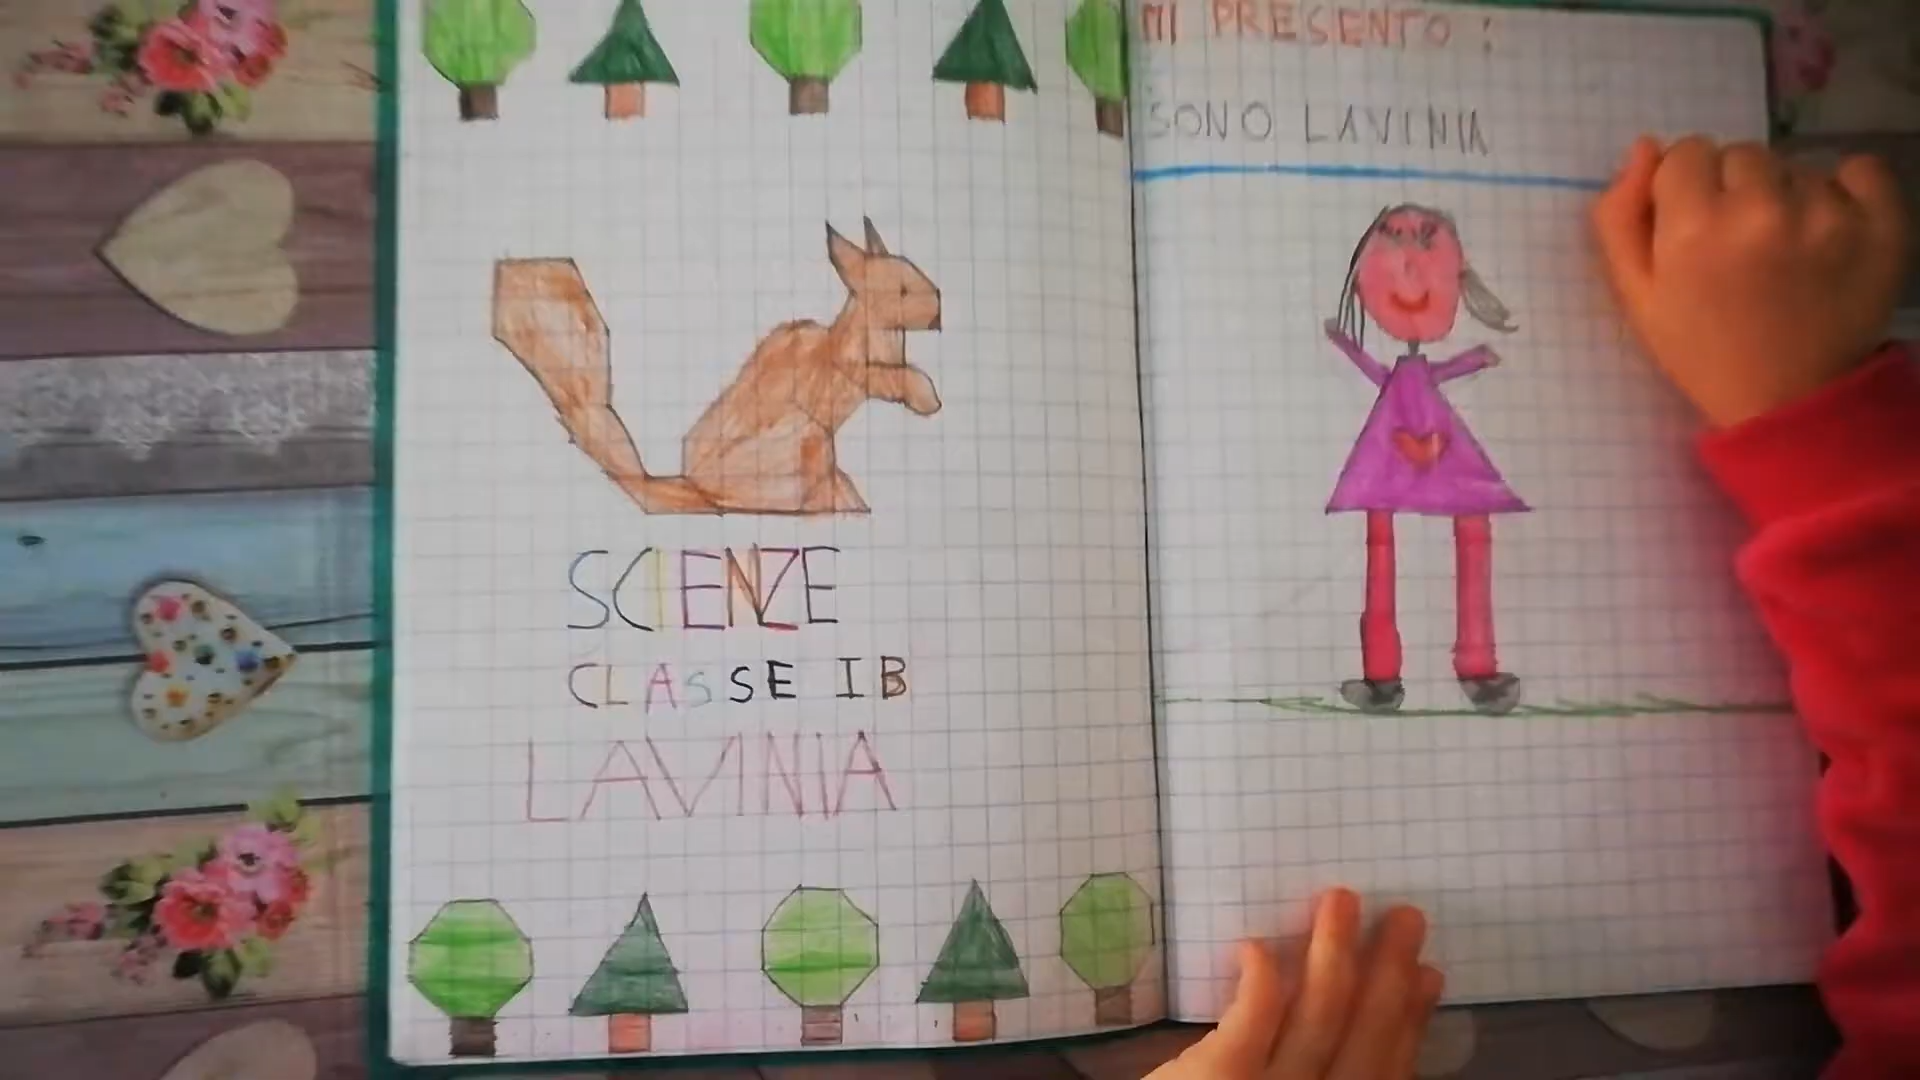 SCIENZE
CLASSE IB
LAVINIA
MI PRESENTO:
SONO LAVINIA